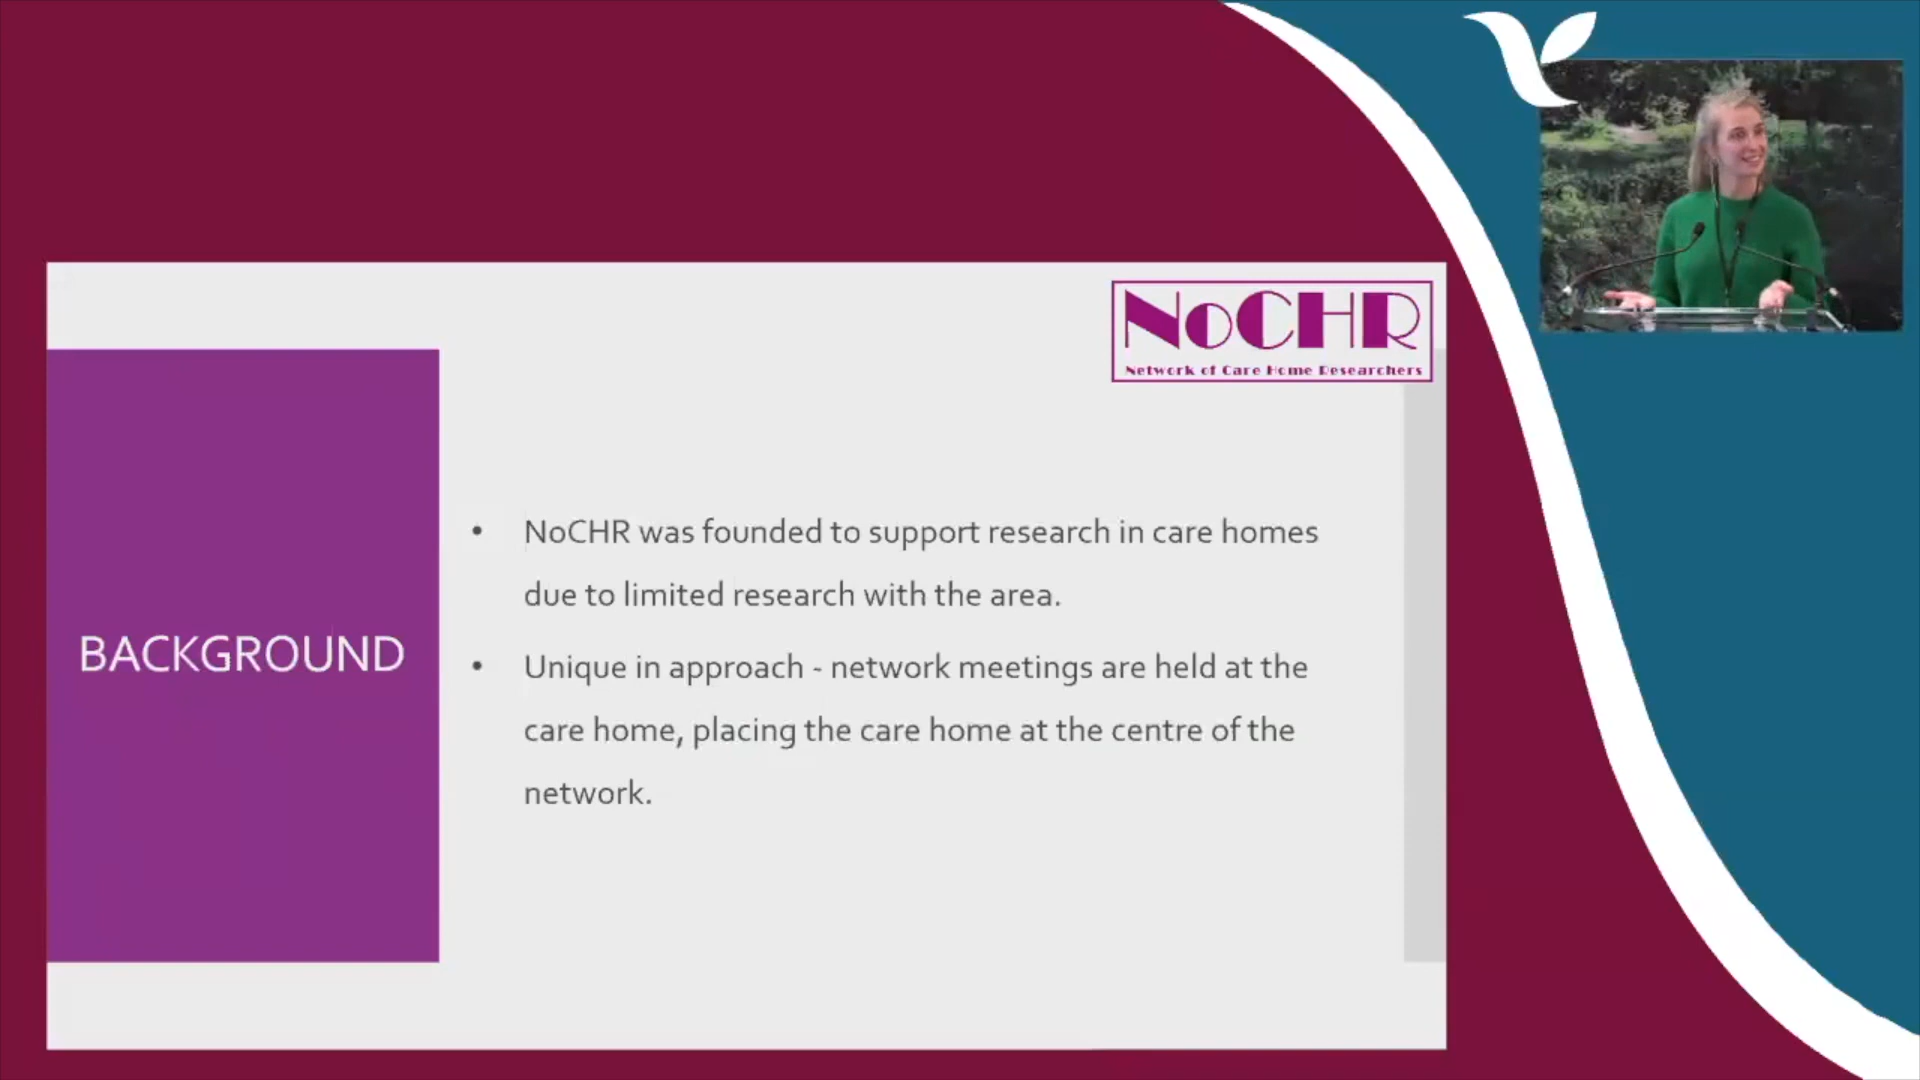 NoCHR
Network of Care Home Researchers
BACKGROUND
• NoCHR was founded to support research in care homes
due to limited research with the area.
• Unique in approach - network meetings are held at the
care home, placing the care home at the centre of the
network.